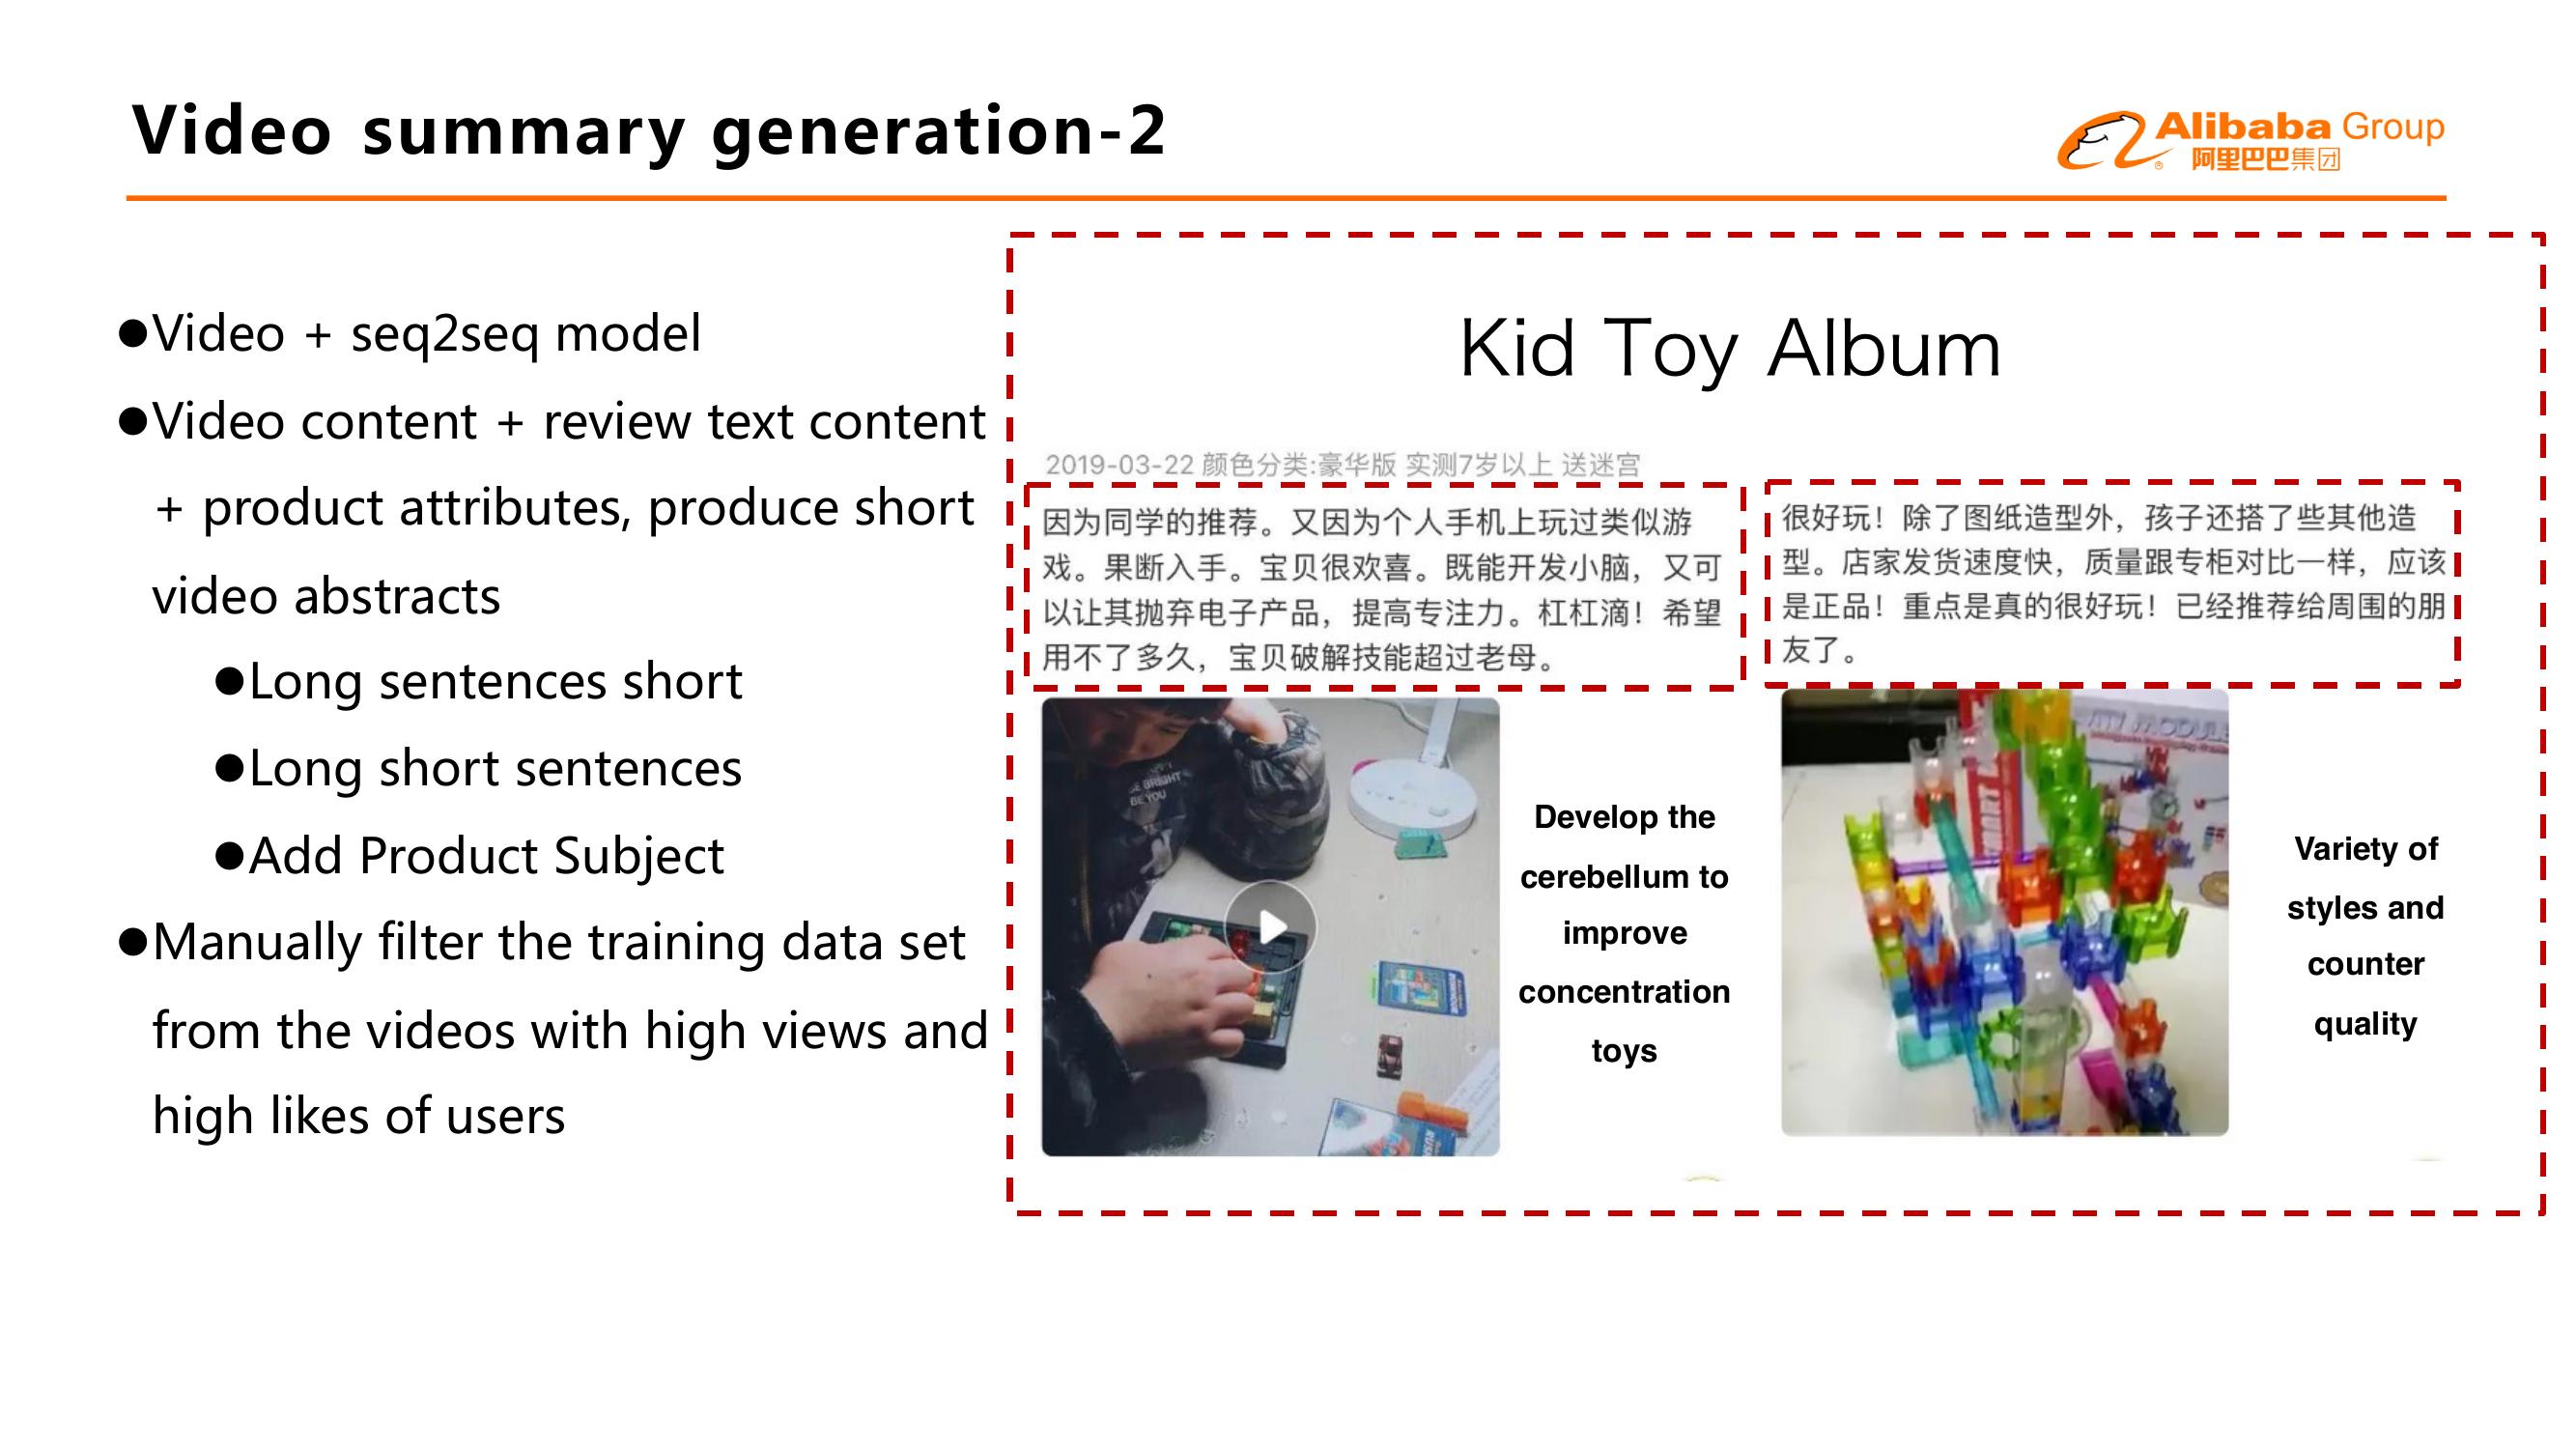 Video summary generation-2
Alibaba Group
阿里巴巴集团
●Video + seq2seq model
●Video content + review text content
+ product attributes, produce short
video abstracts
●Long sentences short
●Long short sentences
●Add Product Subject
●Manually filter the training data set
from the videos with high views and
high likes of users
Kid Toy Album
2019-03-22 颜色分类:豪华版 实测7岁以上 送迷宫
因为同学的推荐。又因为个人手机上玩过类似游
戏。果断入手。宝贝很欢喜。既能开发小脑，又可
以让其抛弃电子产品，提高专注力。杠杠滴！希望
用不了多久，宝贝破解技能超过老母。
BE BRIGHT
BE YOU
Develop the
cerebellum to
improve
concentration
toys
很好玩！除了图纸造型外，孩子还搭了些其他造
型。店家发货速度快，质量跟专柜对比一样，应该
是正品！重点是真的很好玩！已经推荐给周围的朋
友了。
Variety of
styles and
counter
quality